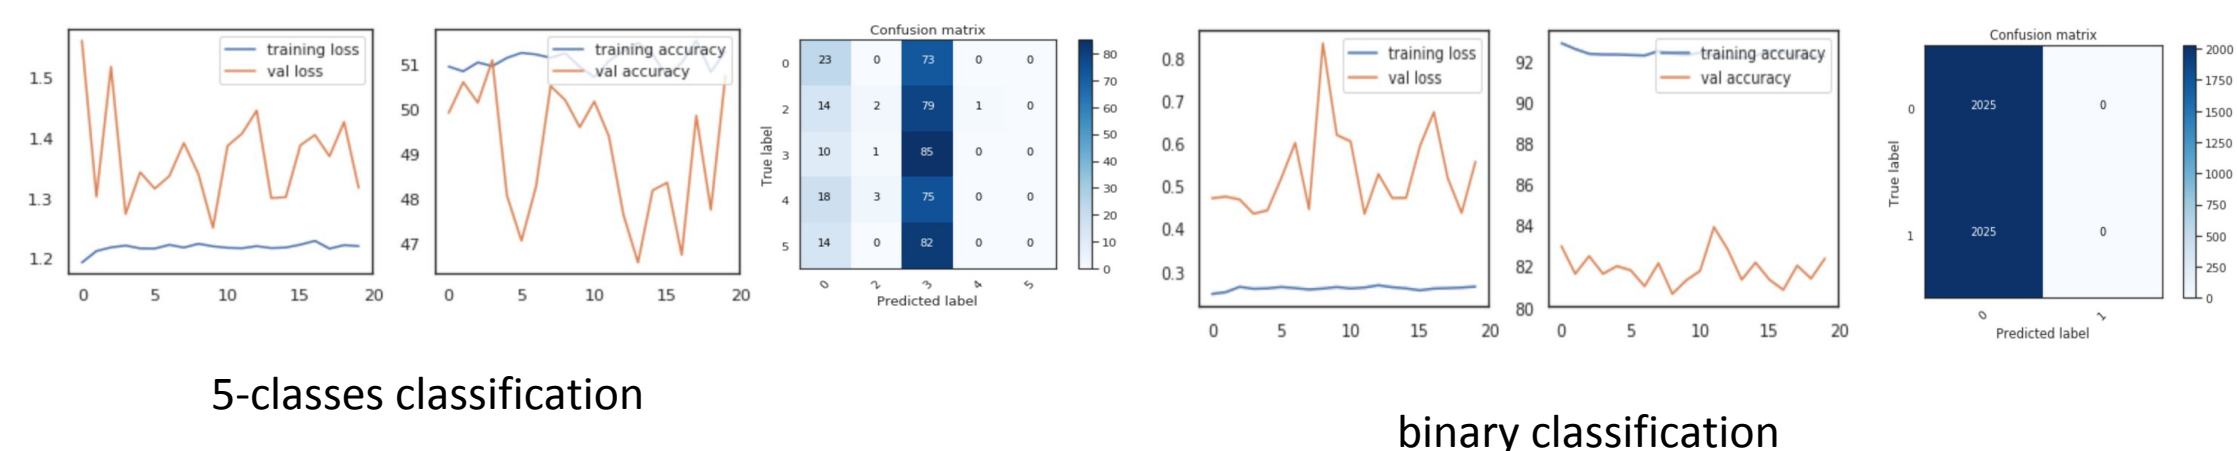 training loss
val loss
1.5
1.4
1.3
1.2
0 5 10 15 20
training accuracy
val accuracy
51
50
49
48
47
0 5 10 15 20
Confusion matrix
True label
0 23 0 73 0 0
2 14 2 79 1 0
3 10 1 85 0 0
4 18 3 75 0 0
5 14 0 82 0 0
0 2 3 4 5
Predicted label
80
70
60
50
40
30
20
10
0
5-classes classification
training loss
val loss
0.8
0.7
0.6
0.5
0.4
0.3
0 5 10 15 20
training accuracy
val accuracy
92
90
88
86
84
82
80
0 5 10 15 20
Confusion matrix
True label
0 2025 0
1 2025 0
0 1
Predicted label
2000
1750
1500
1250
1000
750
500
250
0
binary classification